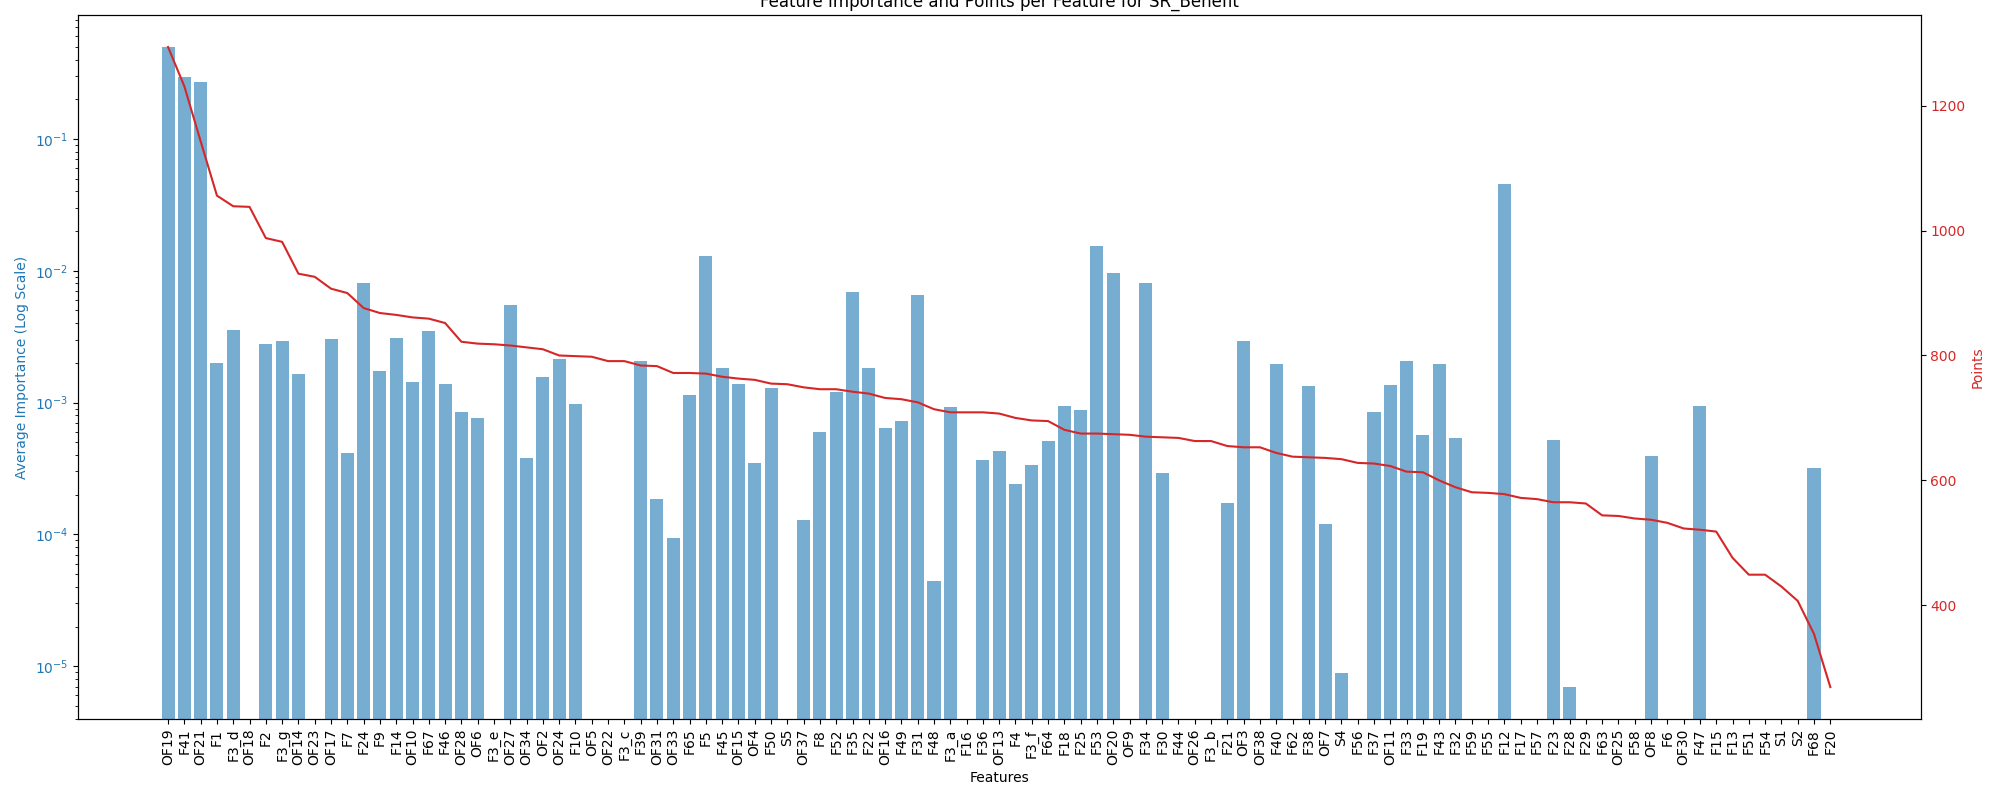 Feature Importance and Points per Feature for SR_Benefit
Average Importance (Log Scale)
10⁻¹
10⁻²
10⁻³
10⁻⁴
10⁻⁵
1200
1000
800
600
400
Points
OF19
F41
OF21
F1
F3_d
OF18
F2
F3_g
OF14
OF23
OF17
F7
F24
F9
F14
OF10
F67
F46
OF28
OF6
F3_e
OF27
OF34
OF2
OF24
F10
OF5
OF22
F3_c
F39
OF31
OF33
F65
F5
F45
OF15
OF4
F50
S5
OF37
F8
F52
F35
F22
OF16
F49
F31
F48
F3_a
F16
F36
OF13
F4
F3_f
F64
F18
F25
F53
OF20
OF9
F34
F30
F44
OF26
F3_b
F21
OF3
OF38
F40
F62
F38
OF7
S4
F56
F37
OF11
F33
F19
F43
F32
F59
F55
F12
F17
F57
F23
F28
F29
F63
OF25
F58
OF8
F6
OF30
F47
F15
F13
F51
F54
S1
S2
F68
F20
Features